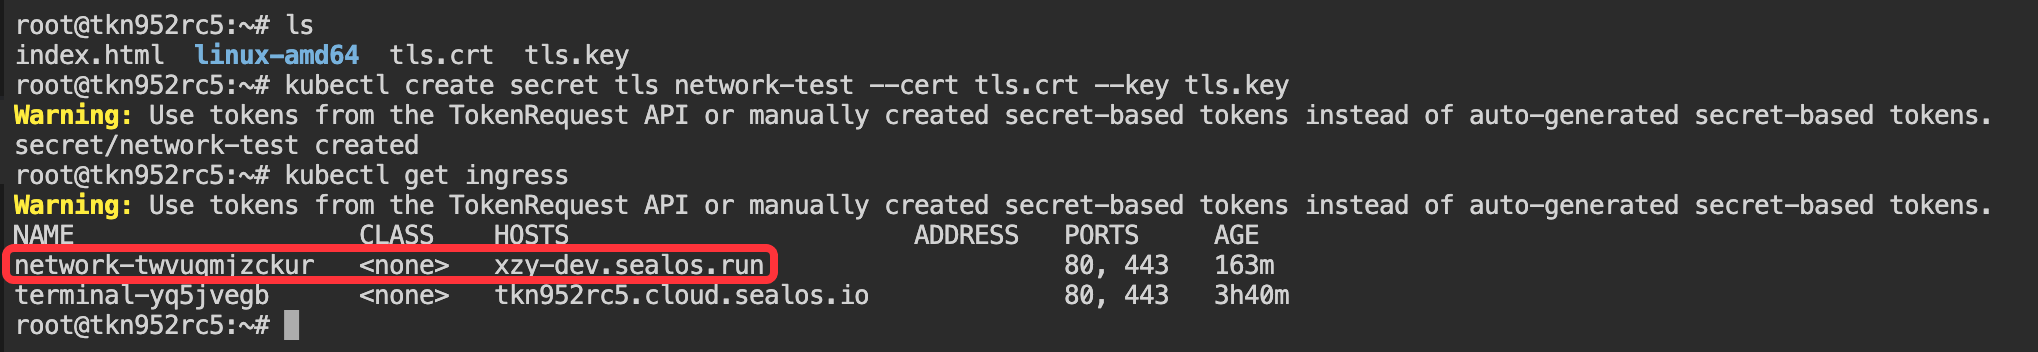 root@tkn952rc5:~# ls
index.html  linux-amd64  tls.crt  tls.key
root@tkn952rc5:~# kubectl create secret tls network-test --cert tls.crt --key tls.key
Warning: Use tokens from the TokenRequest API or manually created secret-based tokens instead of auto-generated secret-based tokens.
secret/network-test created
root@tkn952rc5:~# kubectl get ingress
Warning: Use tokens from the TokenRequest API or manually created secret-based tokens instead of auto-generated secret-based tokens.
NAME                   CLASS    HOSTS                       ADDRESS   PORTS     AGE
network-twvuqmjzckur   <none>   xzy-dev.sealos.run                    80, 443   163m
terminal-yq5jvegb      <none>   tkn952rc5.cloud.sealos.io             80, 443   3h40m
root@tkn952rc5:~#